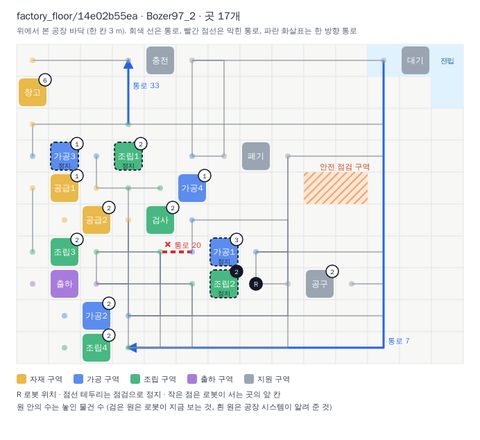 factory_floor/14e02b55ea · Bozer97_2 · 곳 17개
위에서 본 공장 바닥 (한 칸 3 m). 회색 선은 통로, 빨간 점선은 막힌 통로, 파란 화살표는 한 방향 통로
충전
대기
전립
6
창고
통로 33
1
가공3
정지
2
조립1
정지
폐기
안전 점검 구역
1
공급1
1
가공4
2
공급2
2
검사
2
조립3
✖ 통로 20
3
가공1
정지
출하
2
조립2
정지
R
2
공구
2
가공2
2
조립4
통로 7
자재 구역
가공 구역
조립 구역
출하 구역
지원 구역
R 로봇 위치 · 점선 테두리는 점검으로 정지 · 작은 점은 로봇이 서는 곳의 앞 칸
원 안의 수는 놓인 물건 수 (검은 원은 로봇이 지금 보는 것, 흰 원은 공장 시스템이 알려 준 것)